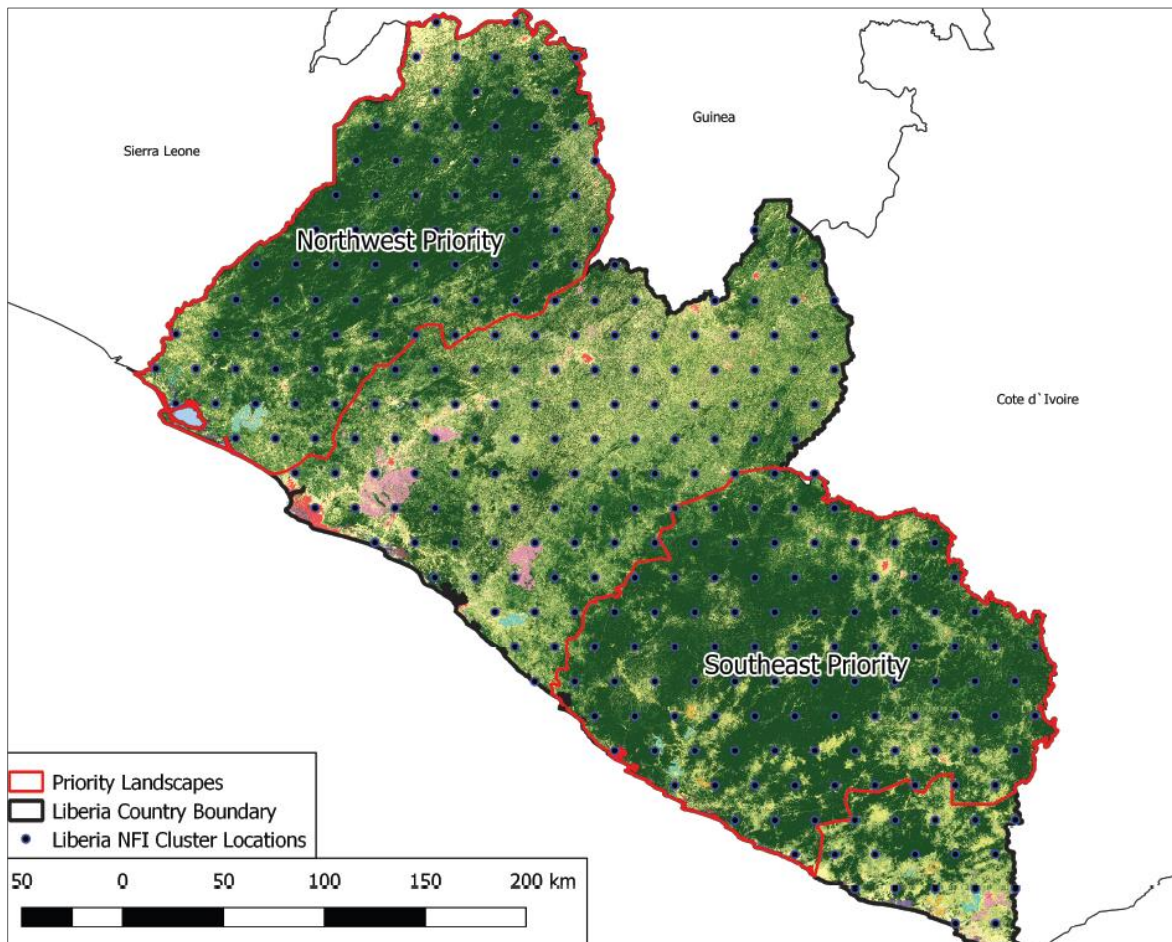 Guinea
Sierra Leone
Northwest Priority
Cote d`Ivoire
Southeast Priority
Priority Landscapes
Liberia Country Boundary
Liberia NFI Cluster Locations
50 0 50 100 150 200 km